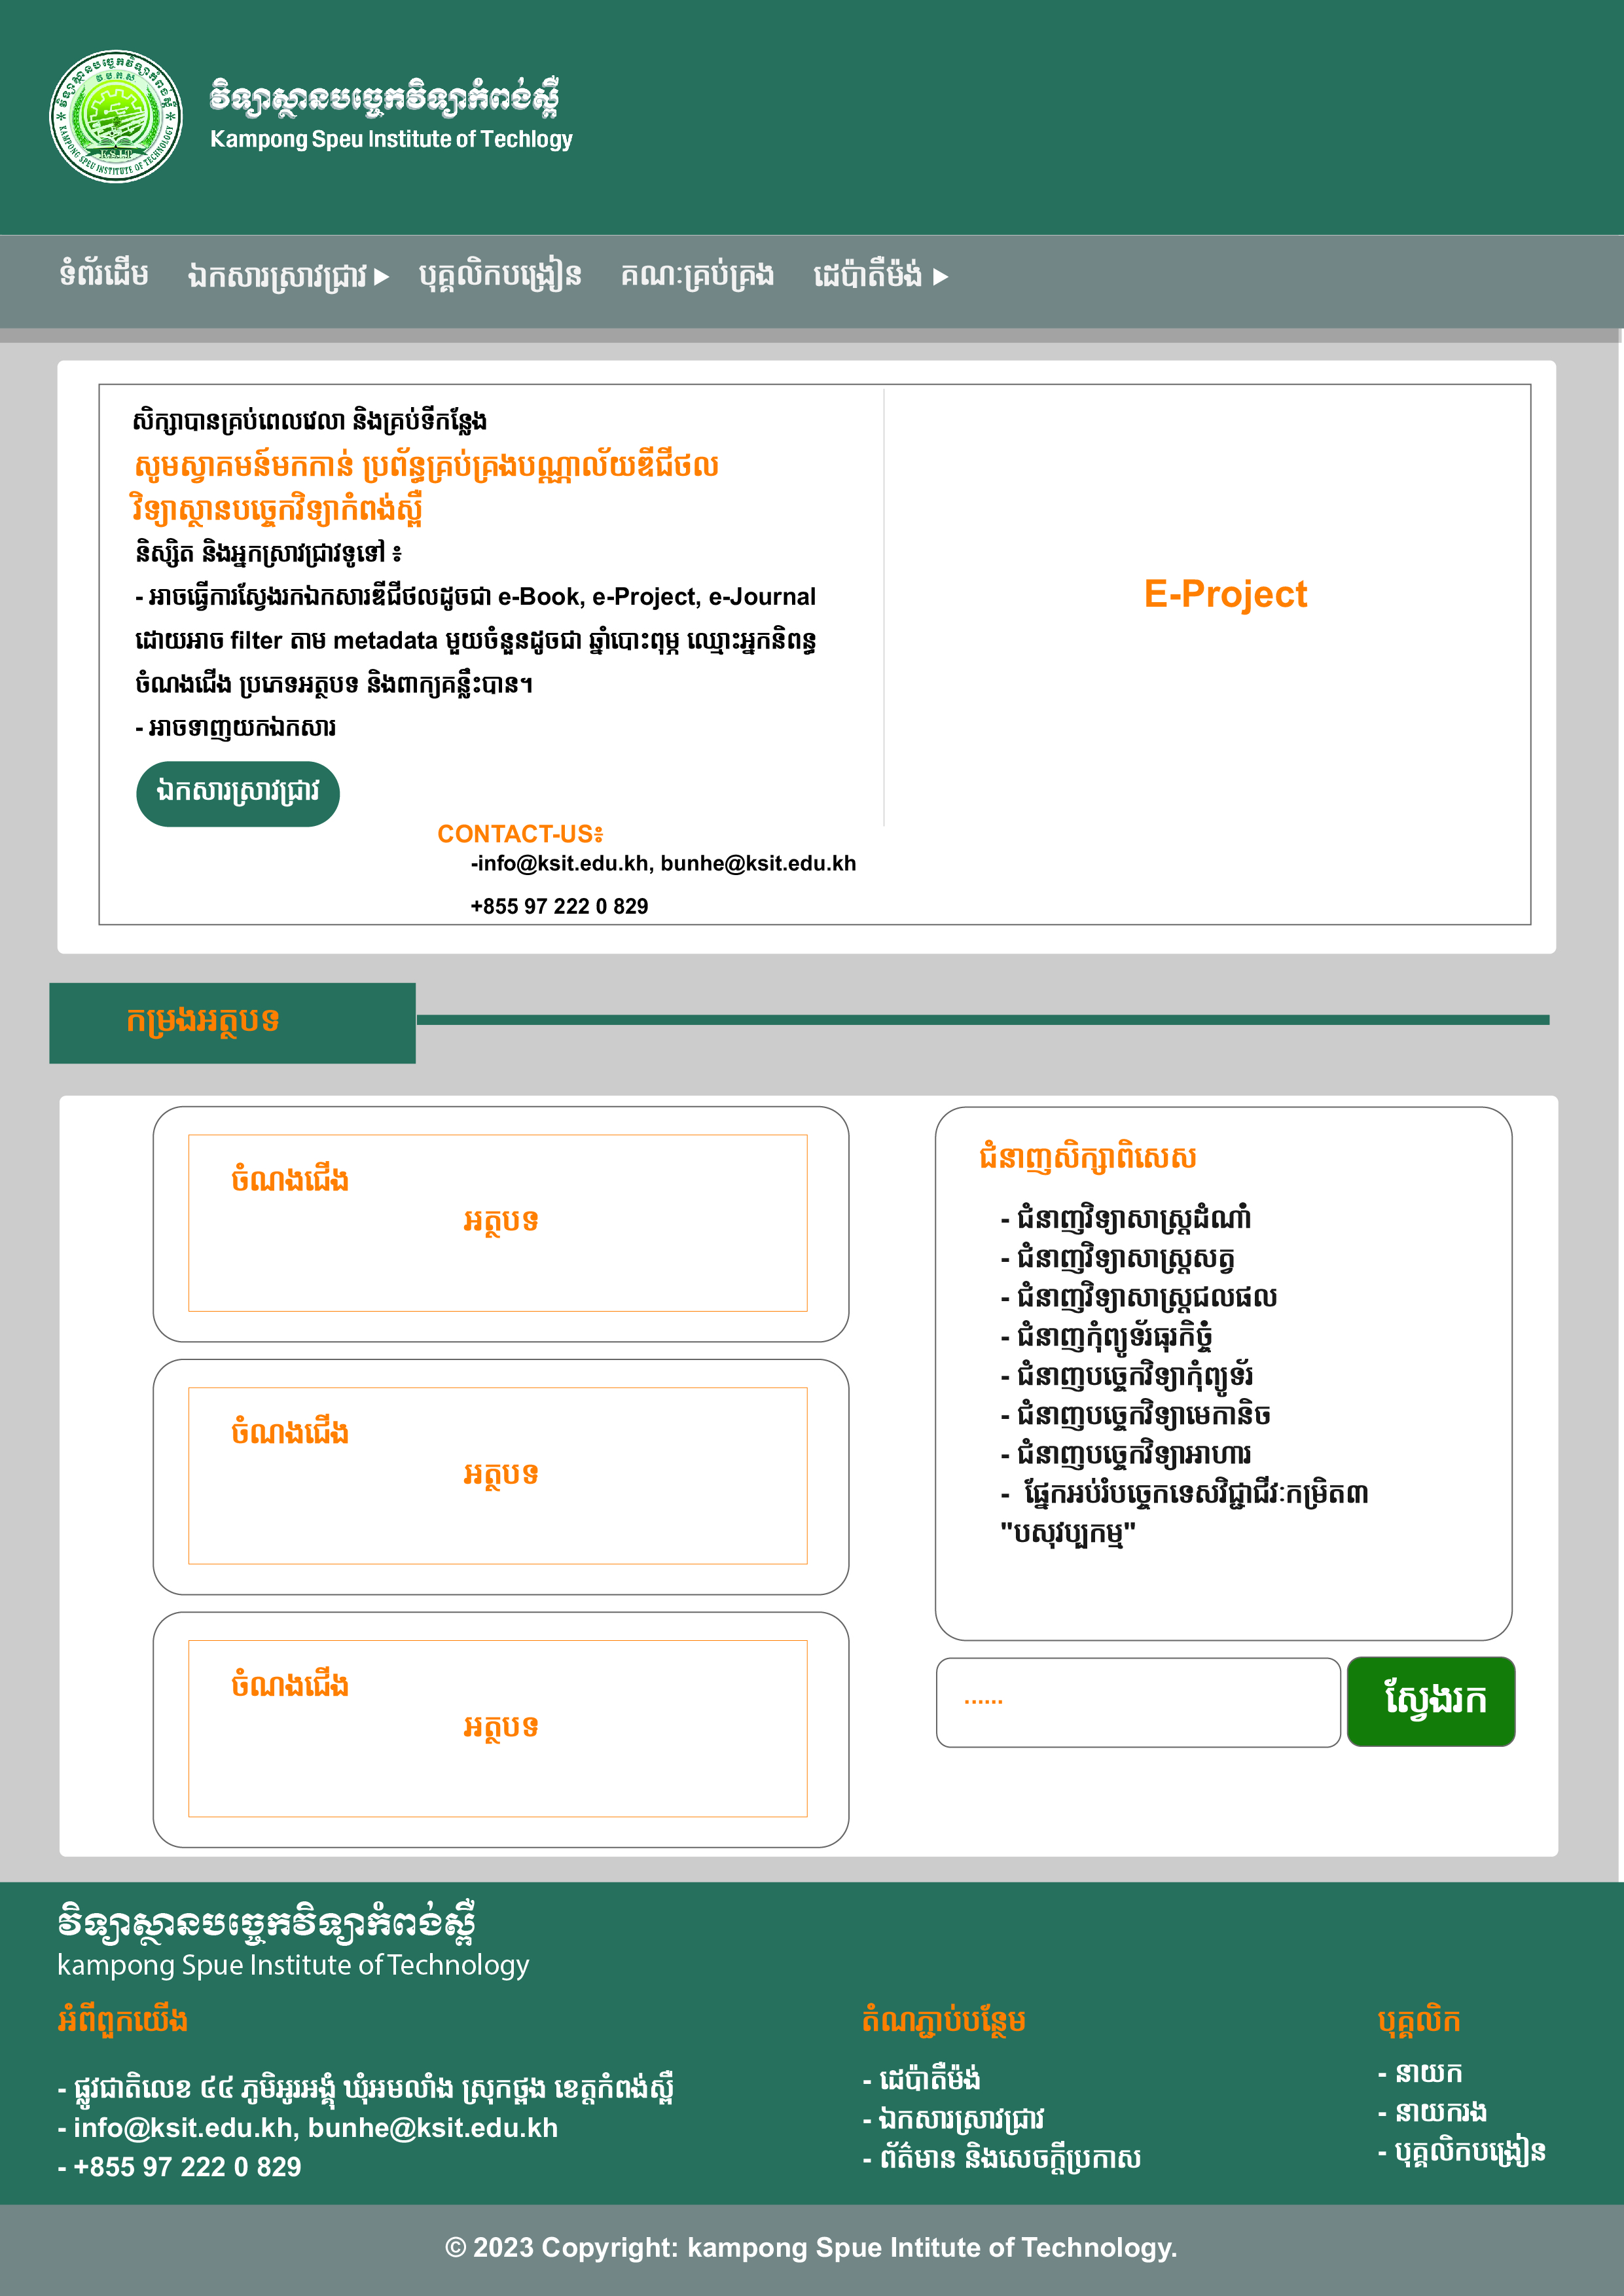 វិទ្យាស្ថានបច្ចេកវិទ្យាកំពង់ស្ពឺ
វ ប ក ស
KAMPONG SPEU INSTITUTE OF TECHNOLOGY
វិទ្យាស្ថានបច្ចេកវិទ្យាកំពង់ស្ពឺ
Kampong Speu Institute of Techlogy
ទំព័រដើម ឯកសារស្រាវជ្រាវ ▶ បុគ្គលិកបង្រៀន គណៈគ្រប់គ្រង ដេប៉ាតឺម៉ង់ ▶
សិក្សាបានគ្រប់ពេលវេលា និងគ្រប់ទីកន្លែង
សូមស្វាគមន៍មកកាន់ ប្រព័ន្ធគ្រប់គ្រងបណ្ណាល័យឌីជីថល
វិទ្យាស្ថានបច្ចេកវិទ្យាកំពង់ស្ពឺ
និស្សិត និងអ្នកស្រាវជ្រាវទូទៅ ៖
- អាចធ្វើការស្វែងរកឯកសារឌីជីថលដូចជា e-Book, e-Project, e-Journal
ដោយអាច filter តាម metadata មួយចំនួនដូចជា ឆ្នាំបោះពុម្ភ ឈ្មោះអ្នកនិពន្ធ
ចំណងជើង ប្រភេទអត្ថបទ និងពាក្យគន្លឹះបាន។
- អាចទាញយកឯកសារ
ឯកសារស្រាវជ្រាវ
E-Project
CONTACT-US៖
-info@ksit.edu.kh, bunhe@ksit.edu.kh
+855 97 222 0 829
កម្រងអត្ថបទ
ចំណងជើង
អត្ថបទ
ចំណងជើង
អត្ថបទ
ចំណងជើង
អត្ថបទ
ជំនាញសិក្សាពិសេស
- ជំនាញវិទ្យាសាស្ត្រដំណាំ
- ជំនាញវិទ្យាសាស្ត្រសត្វ
- ជំនាញវិទ្យាសាស្ត្រជលផល
- ជំនាញកុំព្យូទ័រធុរកិច្ចំ
- ជំនាញបច្ចេកវិទ្យាកុំព្យូទ័រ
- ជំនាញបច្ចេកវិទ្យាមេកានិច
- ជំនាញបច្ចេកវិទ្យាអាហារ
- ផ្នែកអប់រំបច្ចេកទេសវិជ្ជាជីវៈកម្រិត៣
"បសុវប្បកម្ម"
......
ស្វែងរក
វិទ្យាស្ថានបច្ចេកវិទ្យាកំពង់ស្ពឺ
kampong Spue Institute of Technology
អំពីពួកយើង
- ផ្លូវជាតិលេខ ៤៤ ភូមិអូរអង្គុំ ឃុំអមលាំង ស្រុកថ្ពង ខេត្តកំពង់ស្ពឺ
- info@ksit.edu.kh, bunhe@ksit.edu.kh
- +855 97 222 0 829
តំណភ្ជាប់បន្ថែម
- ដេប៉ាតឺម៉ង់
- ឯកសារស្រាវជ្រាវ
- ព័ត៌មាន និងសេចក្តីប្រកាស
បុគ្គលិក
- នាយក
- នាយករង
- បុគ្គលិកបង្រៀន
© 2023 Copyright: kampong Spue Intitute of Technology.